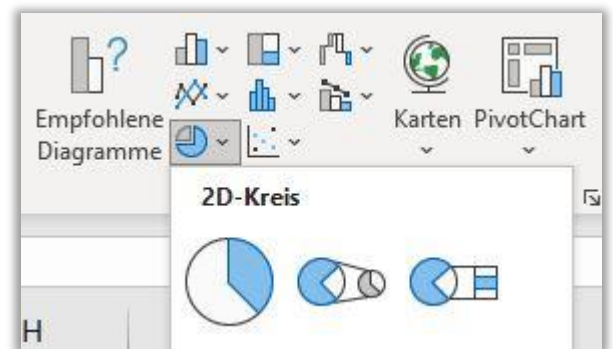 Empfohlene
Diagramme
Karten
PivotChart
2D-Kreis
H